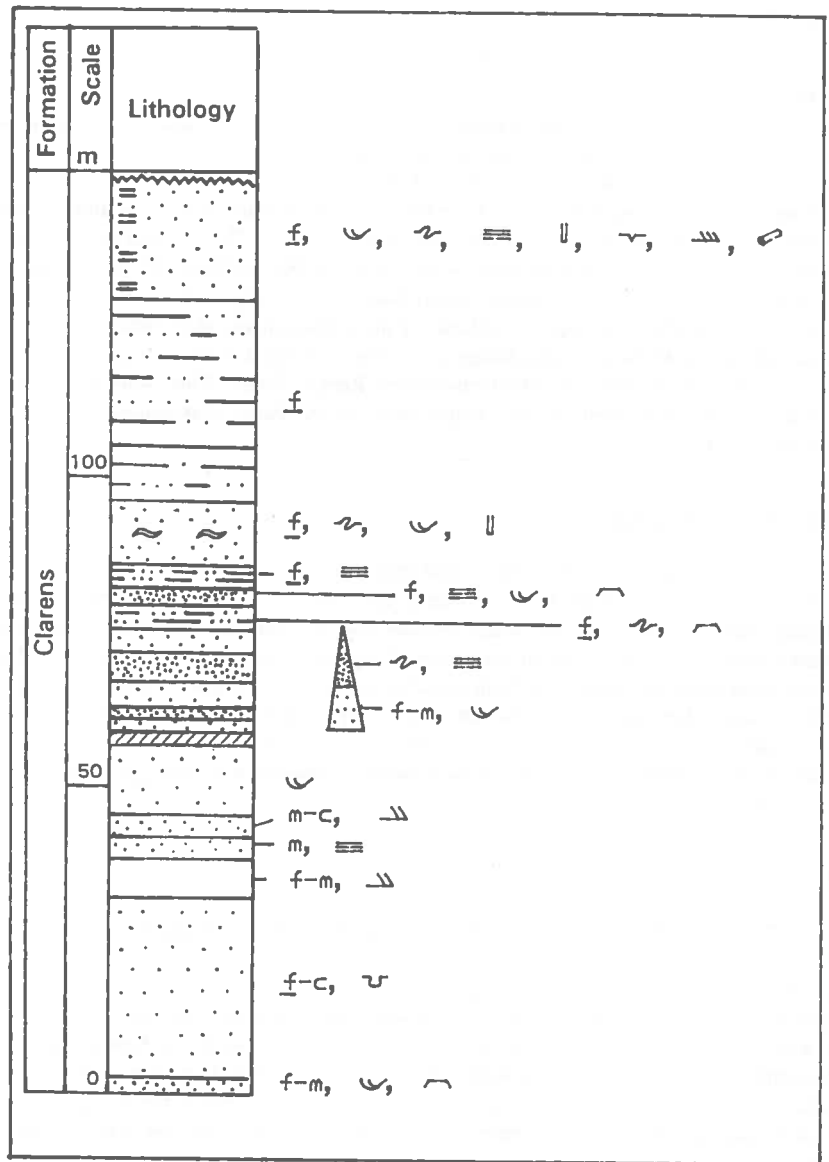 Formation
Scale
m
Lithology
Clarens
f,
f
100
f,
f,
f,
f,
f-m,
50
m-c,
m,
f-m,
f-c,
0
f-m,